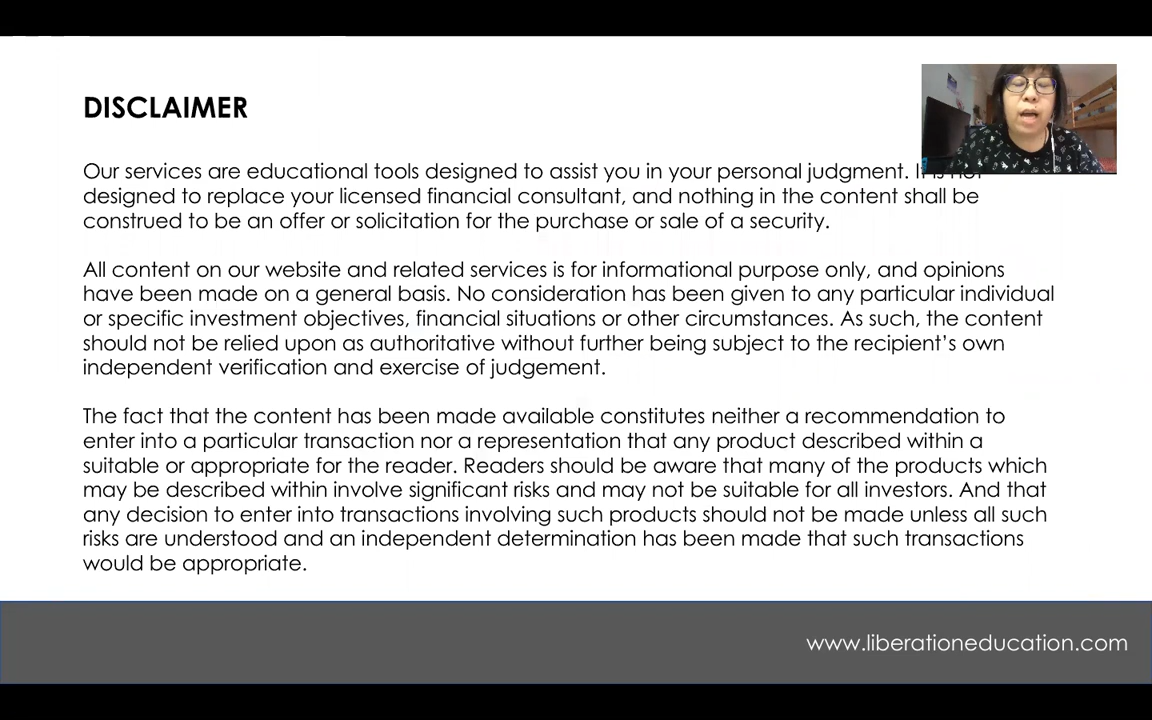 DISCLAIMER
Our services are educational tools designed to assist you in your personal judgment. It is not
designed to replace your licensed financial consultant, and nothing in the content shall be
construed to be an offer or solicitation for the purchase or sale of a security.
All content on our website and related services is for informational purpose only, and opinions
have been made on a general basis. No consideration has been given to any particular individual
or specific investment objectives, financial situations or other circumstances. As such, the content
should not be relied upon as authoritative without further being subject to the recipient’s own
independent verification and exercise of judgement.
The fact that the content has been made available constitutes neither a recommendation to
enter into a particular transaction nor a representation that any product described within a
suitable or appropriate for the reader. Readers should be aware that many of the products which
may be described within involve significant risks and may not be suitable for all investors. And that
any decision to enter into transactions involving such products should not be made unless all such
risks are understood and an independent determination has been made that such transactions
would be appropriate.
www.liberationeducation.com